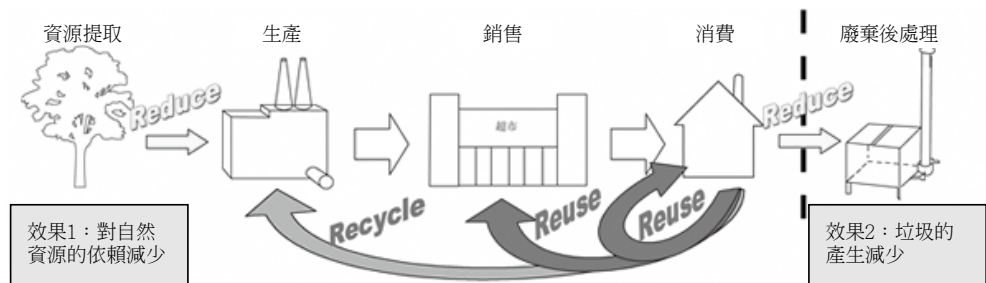 資源提取
生產
銷售
消費
廢棄後處理
Reduce
超市
Reduce
Recycle
Reuse
Reuse
效果1：對自然
資源的依賴減少
效果2：垃圾的
產生減少